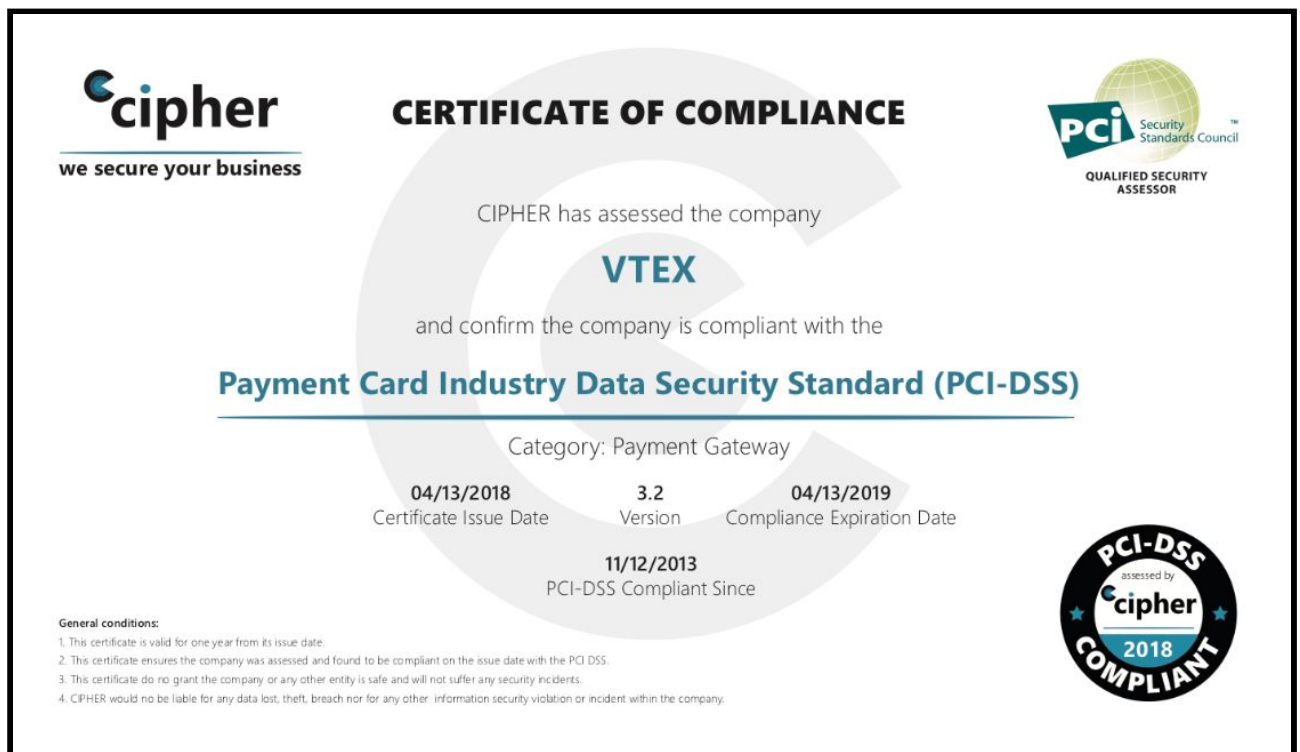 cipher
we secure your business
CERTIFICATE OF COMPLIANCE
PCi Security
Standards Council
™
QUALIFIED SECURITY
ASSESSOR
CIPHER has assessed the company
VTEX
and confirm the company is compliant with the
Payment Card Industry Data Security Standard (PCI-DSS)
Category: Payment Gateway
04/13/2018 3.2 04/13/2019
Certificate Issue Date Version Compliance Expiration Date
11/12/2013
PCI-DSS Compliant Since
General conditions:
1. This certificate is valid for one year from its issue date.
2. This certificate ensures the company was assessed and found to be compliant on the issue date with the PCI DSS.
3. This certificate do no grant the company or any other entity is safe and will not suffer any security incidents.
4. CIPHER would no be liable for any data lost, theft, breach nor for any other information security violation or incident within the company.
PCI-DSS
assessed by
cipher
2018
COMPLIANT